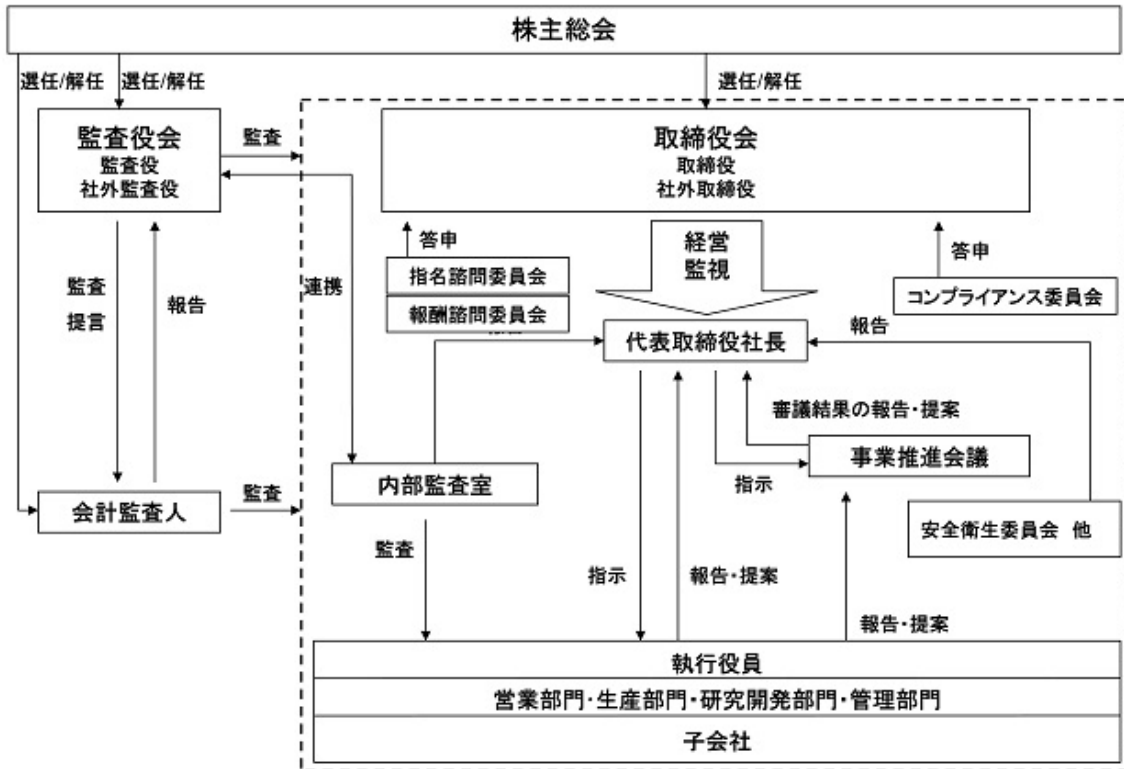 株主総会
選任/解任
選任/解任
選任/解任
監査役会
監査役
社外監査役
監査
取締役会
取締役
社外取締役
答申
経営
監視
答申
指名諮問委員会
報酬諮問委員会
コンプライアンス委員会
監査
提言
報告
連携
代表取締役社長
報告
審議結果の報告・提案
事業推進会議
指示
内部監査室
会計監査人
監査
安全衛生委員会 他
監査
指示
報告・提案
報告・提案
執行役員
営業部門・生産部門・研究開発部門・管理部門
子会社